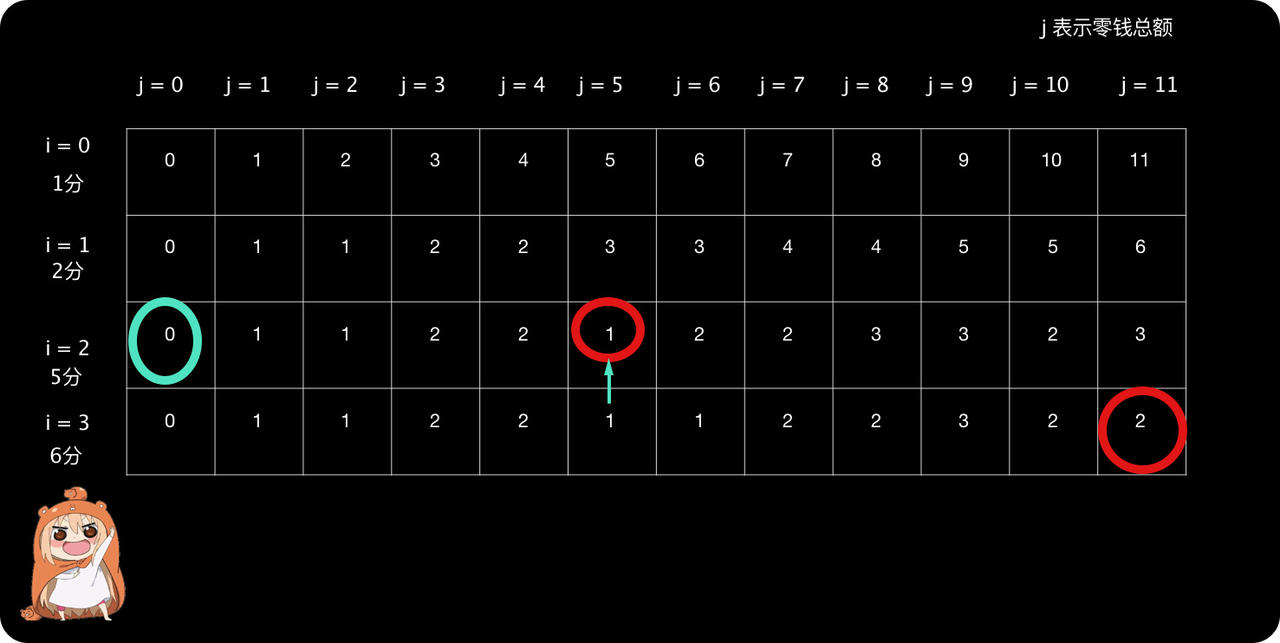 j 表示零钱总额
j = 0 j = 1 j = 2 j = 3 j = 4 j = 5 j = 6 j = 7 j = 8 j = 9 j = 10 j = 11
i = 0
1分
0 1 2 3 4 5 6 7 8 9 10 11
i = 1
2分
0 1 1 2 2 3 3 4 4 5 5 6
i = 2
5分
0 1 1 2 2 1 2 2 3 3 2 3
i = 3
6分
0 1 1 2 2 1 1 2 2 3 2 2